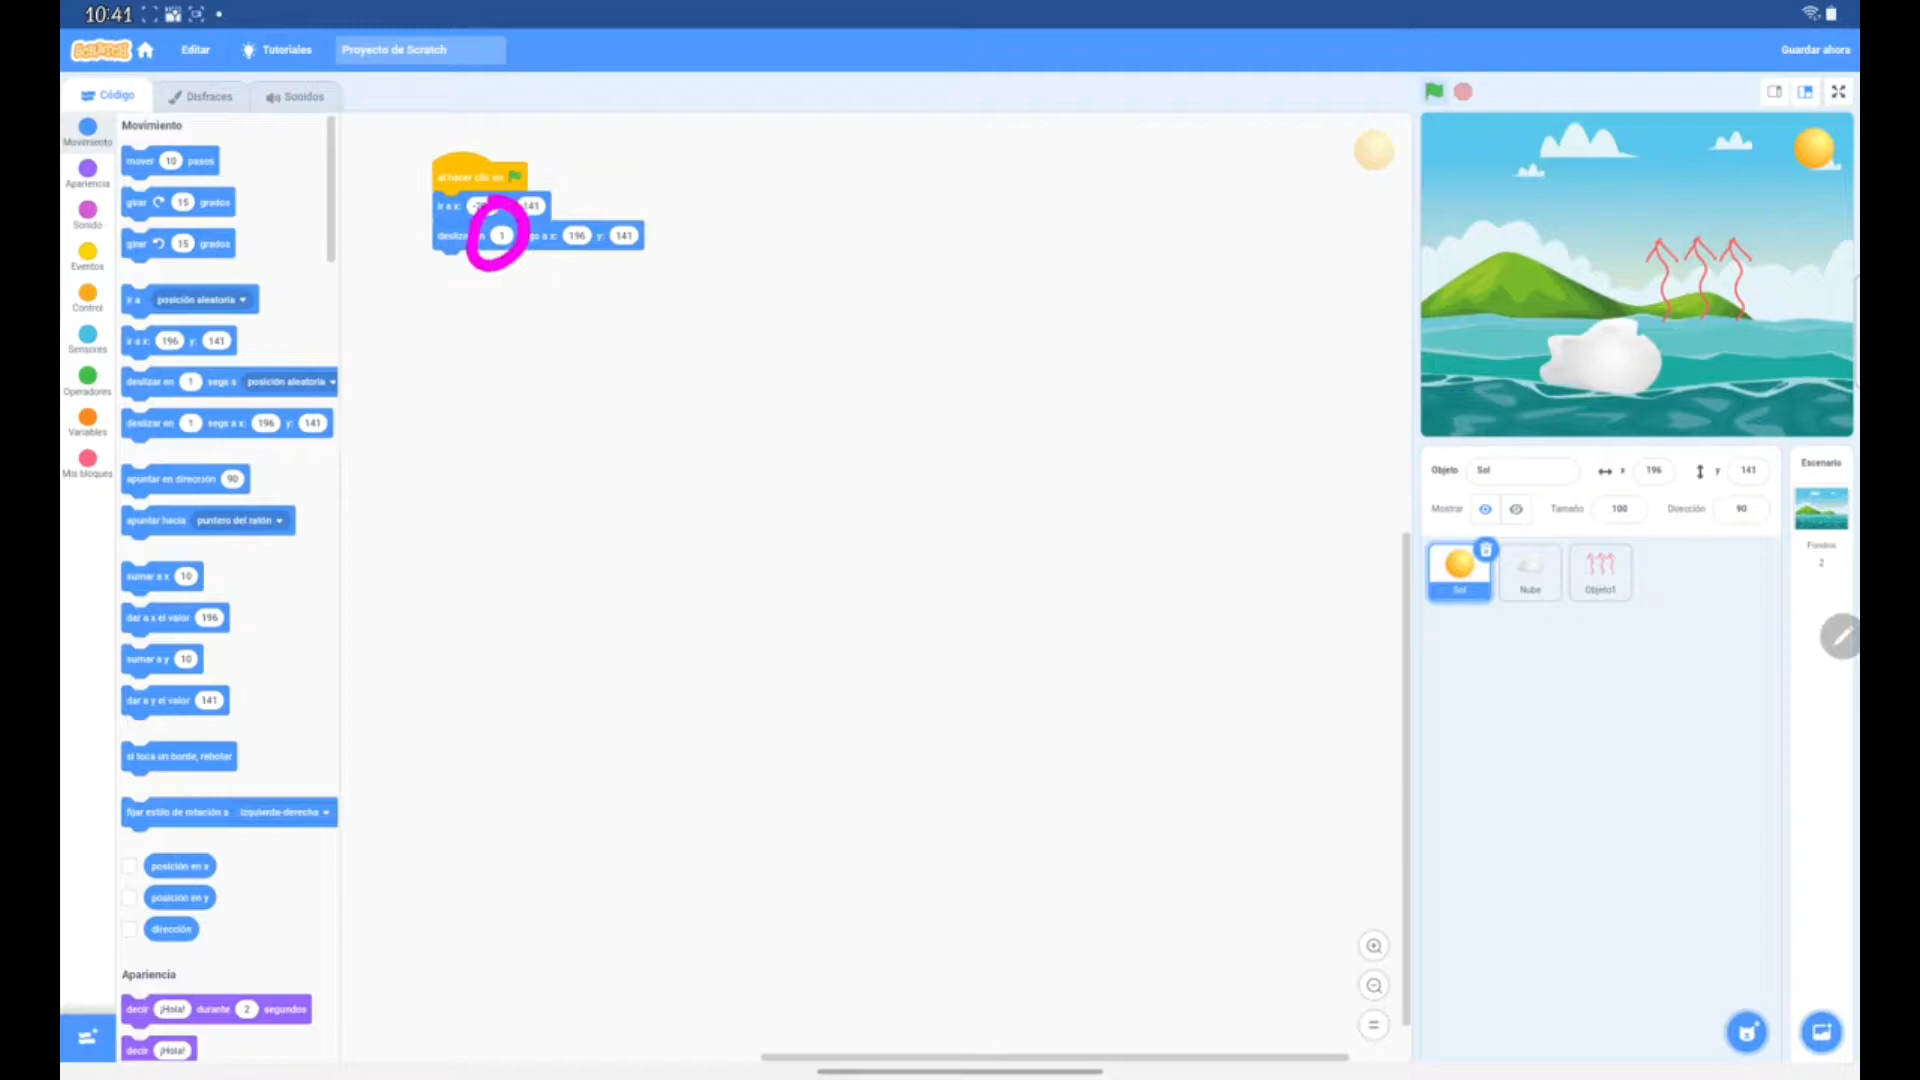 10:41
SCRATCH
Editar
Tutoriales
Proyecto de Scratch
Guardar ahora
Código
Disfraces
Sonidos
Movimiento
Apariencia
Sonido
Eventos
Control
Sensores
Operadores
Variables
Mis bloques
Movimiento
mover 10 pasos
girar 15 grados
girar 15 grados
ir a posición aleatoria
ir a x: 196 y: 141
deslizar en 1 segs a posición aleatoria
deslizar en 1 segs a x: 196 y: 141
apuntar en dirección 90
apuntar hacia puntero del ratón
sumar a x 10
dar a x el valor 196
sumar a y 10
dar a y el valor 141
si toca un borde, rebotar
fijar estilo de rotación a izquierda-derecha
posición en x
posición en y
dirección
Apariencia
decir ¡Hola! durante 2 segundos
decir ¡Hola!
al hacer clic en
ir a x: 141
1 a x: 196 y: 141
Objeto Sol x 196 y 141
Mostrar Tamaño 100 Dirección 90
Sol
Nube
Objeto1
Escenario
Fondos
2